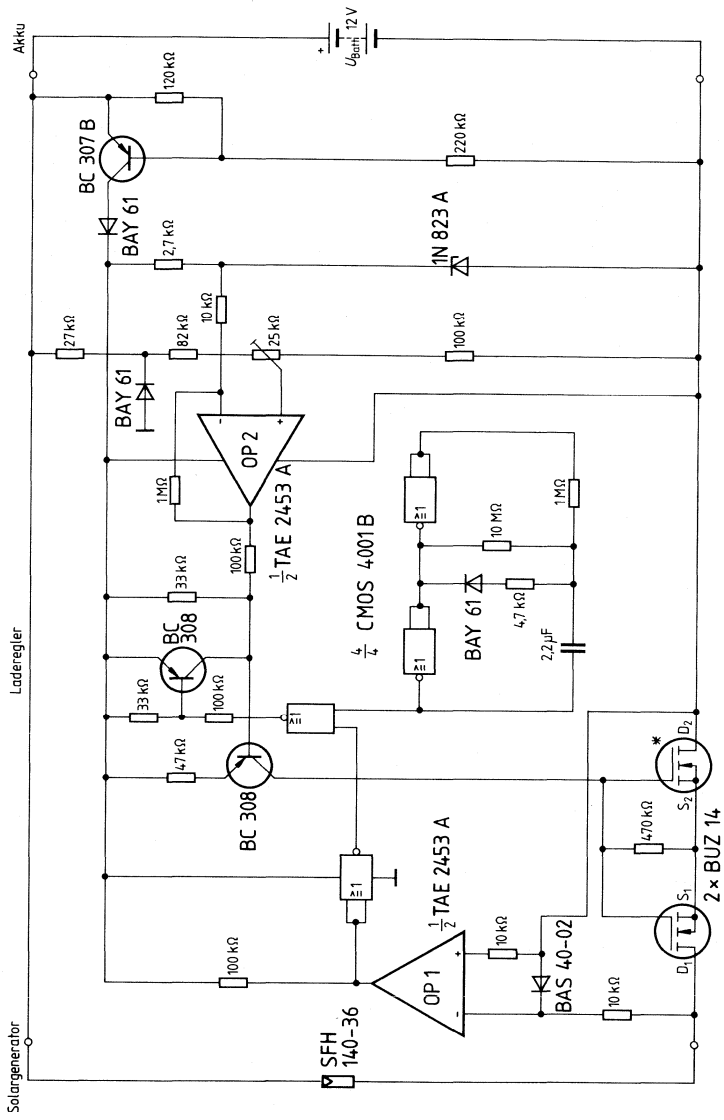 Solargenerator
Laderegler
Akku
27 kΩ
BC 307 B
120 kΩ
BAY 61
2,7 kΩ
10 kΩ
82 kΩ
25 kΩ
BAY 61
1 MΩ
OP 2
-
+
100 kΩ
1/2 TAE 2453 A
33 kΩ
BC 308
33 kΩ
100 kΩ
47 kΩ
BC 308
≥1
≥1
100 kΩ
SFH 140-36
OP 1
-
+
1/2 TAE 2453 A
10 kΩ
BAS 40-02
10 kΩ
4/4 CMOS 4001 B
≥1
≥1
10 MΩ
1 MΩ
BAY 61
4,7 kΩ
2,2 µF
100 kΩ
1N 823 A
220 kΩ
+
12 V
U Batt
D1
S1
470 kΩ
S2
D2
*
2 × BUZ 14